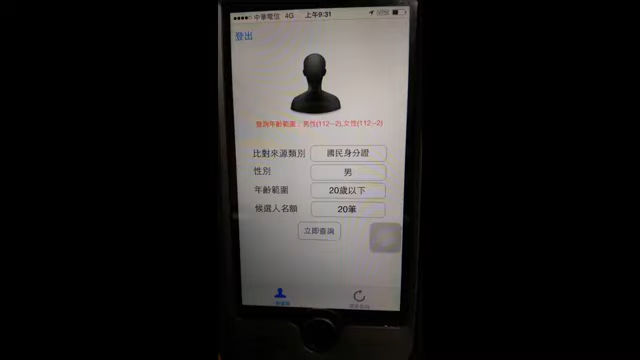 中華電信 4G 上午9:31
登出
查詢年齡範圍：男性(112~2),女性(112~2)
比對來源類別 國民身分證
性別 男
年齡範圍 20歲以下
候選人名額 20筆
立即查詢